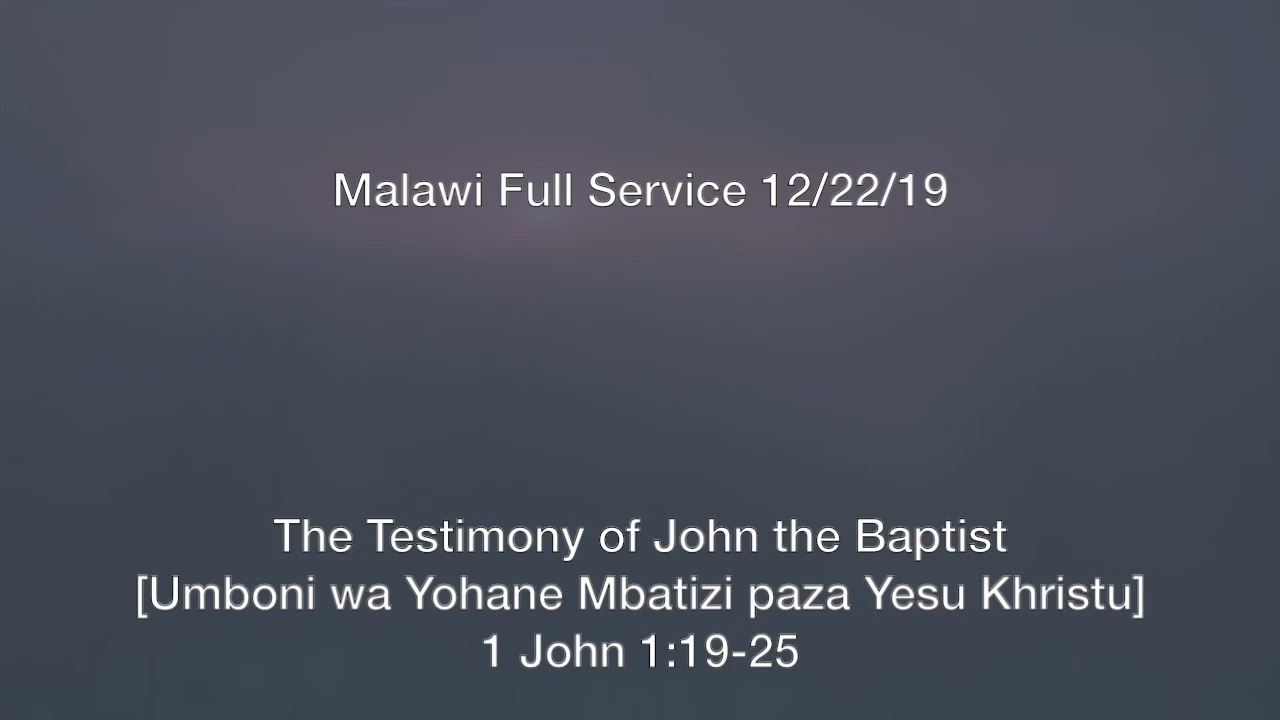 Malawi Full Service 12/22/19
The Testimony of John the Baptist
[Umboni wa Yohane Mbatizi paza Yesu Khristu]
1 John 1:19-25